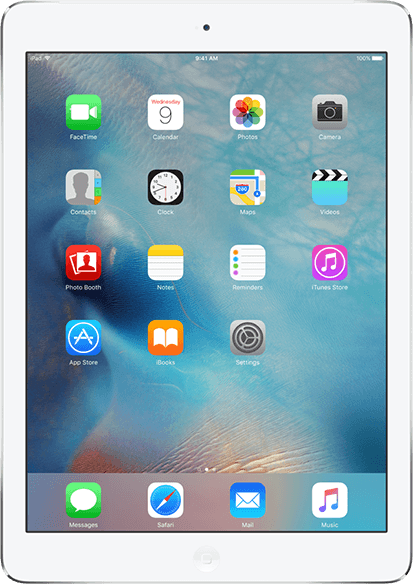 iPad 9:41 AM 100%
Wednesday
9
FaceTime Calendar Photos Camera
280
Contacts Clock Maps Videos
Photo Booth Notes Reminders iTunes Store
App Store iBooks Settings
Messages Safari Mail Music